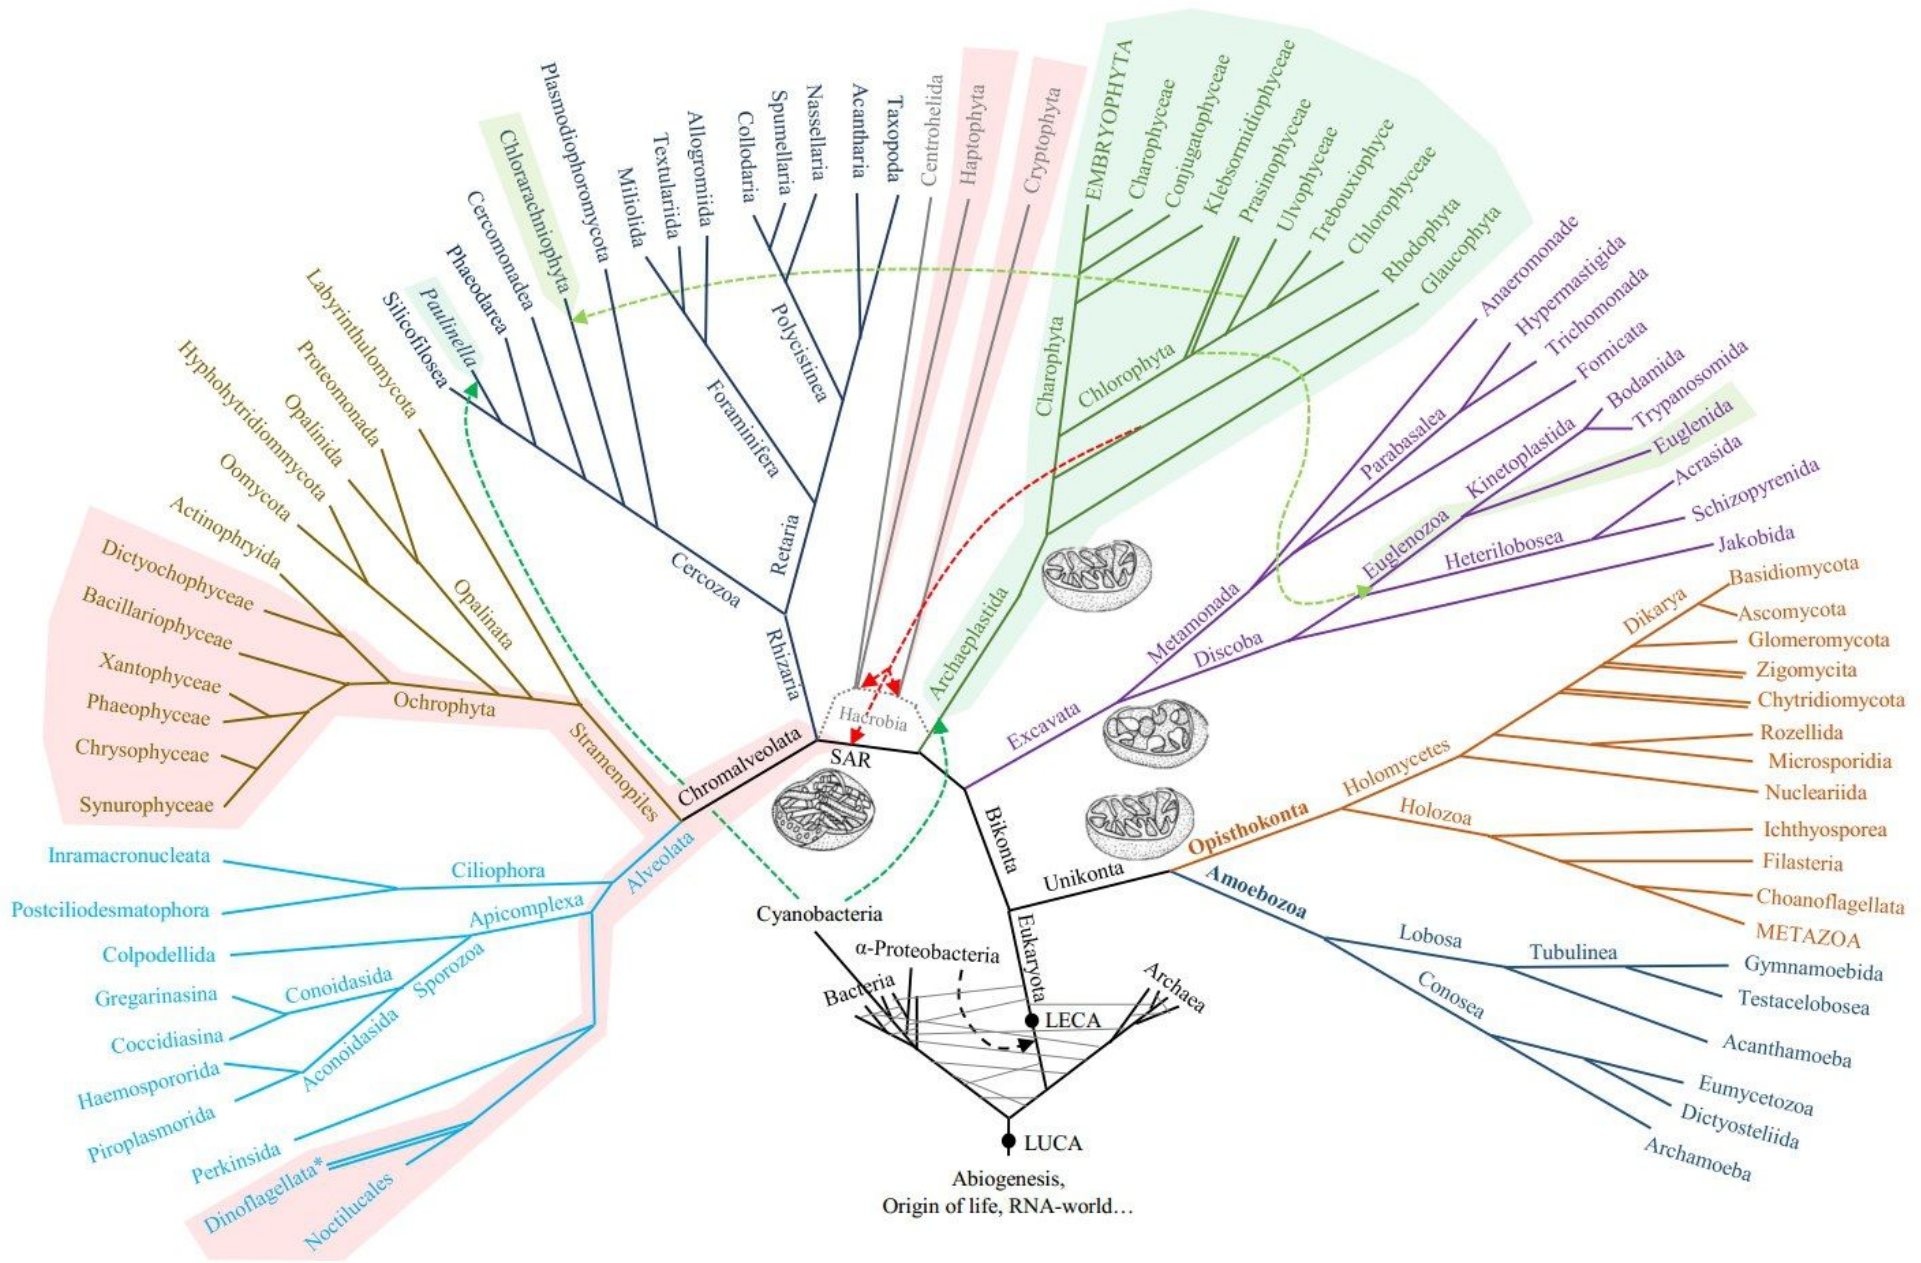 Plasmodiophoromycota
Chlorarachniophyta
Cercomonadea
Phaeodarea
Paulinella
Silicofilosea
Miliolida
Textulariida
Allogromiida
Collodaria
Spumellaria
Nassellaria
Acantharia
Taxopoda
Centrohelida
Haptophyta
Cryptophyta
EMBRYOPHYTA
Charophyceae
Conjugatophyceae
Klebsormidiophyceae
Prasinophyceae
Ulvophyceae
Trebouxiophyce
Chlorophyceae
Rhodophyta
Glaucophyta
Charophyta
Chlorophyta
Polycistinea
Foraminifera
Retaria
Cercozoa
Rhizaria
Labyrinthulomycota
Proteomonada
Opalinida
Hyphohytridiommycota
Oomycota
Actinophryida
Dictyochophyceae
Bacillariophyceae
Xantophyceae
Phaeophyceae
Chrysophyceae
Synurophyceae
Opalinata
Ochrophyta
Stramenopiles
Chromalveolata
SAR
Hacrobia
Archaeplastida
Anaeromonade
Hypermastigida
Trichomonada
Fornicata
Bodamida
Trypanosomida
Euglenida
Acrasida
Schizopyrenida
Jakobida
Parabasalea
Kinetoplastida
Euglenozoa
Heterilobosea
Metamonada
Discoba
Excavata
Basidiomycota
Ascomycota
Glomeromycota
Zigomycita
Chytridiomycota
Rozellida
Microsporidia
Nucleariida
Ichthyosporea
Filasteria
Choanoflagellata
METAZOA
Dikarya
Holomycetes
Holozoa
Opisthokonta
Amoebozoa
Lobosa
Tubulinea
Conosea
Gymnamoebida
Testacelobosea
Acanthamoeba
Eumycetozoa
Dictyosteliida
Archamoeba
Bikonta
Unikonta
Eukaryota
Inramacronucleata
Postciliodesmatophora
Ciliophora
Alveolata
Apicomplexa
Colpodellida
Gregarinasina
Conoidasida
Sporozoa
Coccidiasina
Aconoidasida
Haemospororida
Piroplasmorida
Perkinsida
Dinoflagellata*
Noctilucales
Cyanobacteria
α-Proteobacteria
Bacteria
Archaea
LECA
LUCA
Abiogenesis,
Origin of life, RNA-world…